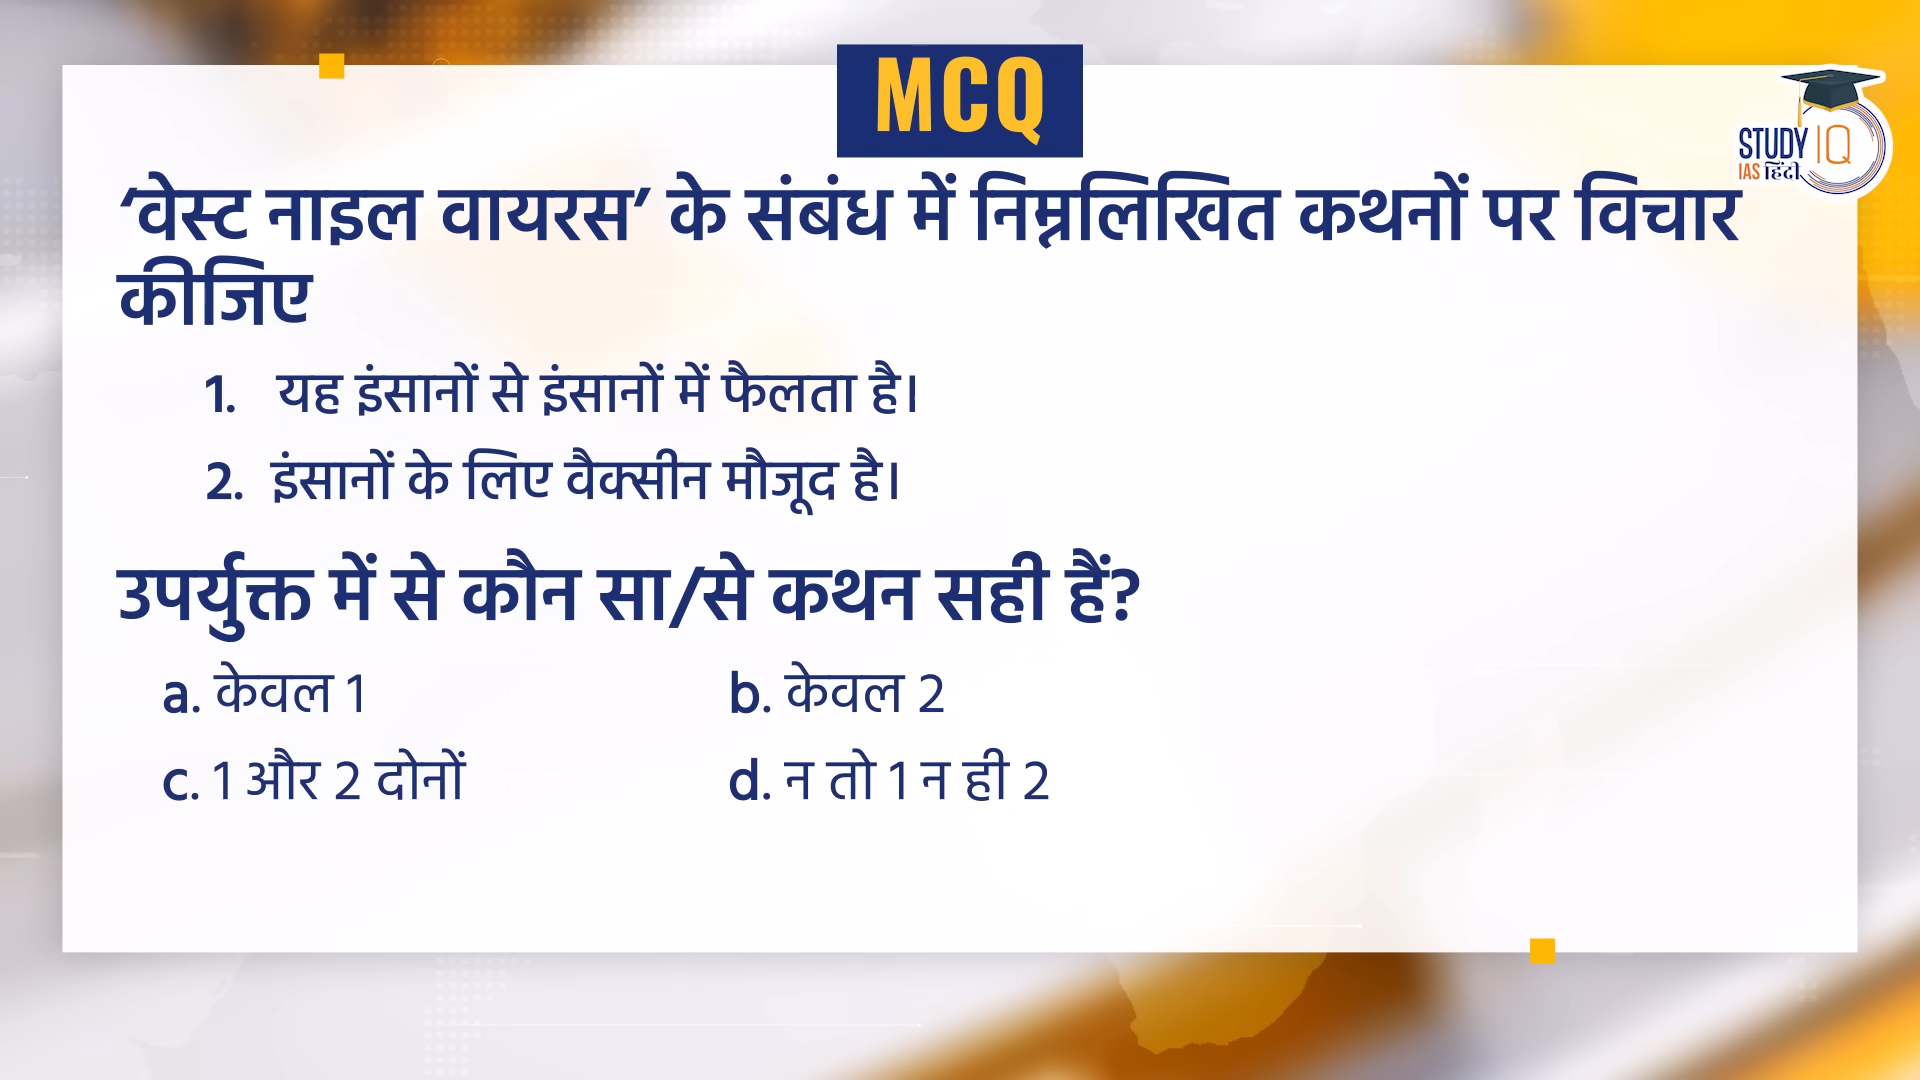 MCQ
STUDY IQ
IAS हिंदी
‘वेस्ट नाइल वायरस’ के संबंध में निम्नलिखित कथनों पर विचार
कीजिए
1. यह इंसानों से इंसानों में फैलता है।
2. इंसानों के लिए वैक्सीन मौजूद है।
उपर्युक्त में से कौन सा/से कथन सही हैं?
a. केवल 1 b. केवल 2
c. 1 और 2 दोनों d. न तो 1 न ही 2